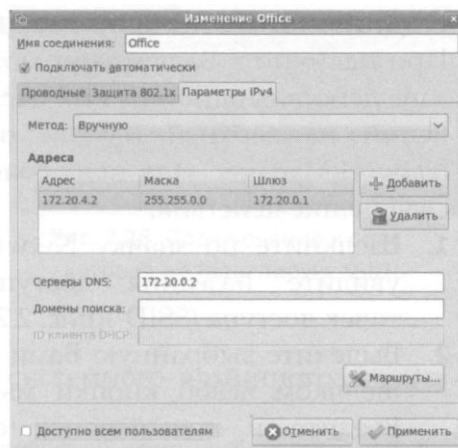 Изменение Office
Имя соединения: Office
Подключать автоматически
Проводные Защита 802.1x Параметры IPv4
Метод: Вручную
Адреса
Адрес Маска Шлюз
172.20.4.2 255.255.0.0 172.20.0.1
Добавить
Удалить
Серверы DNS: 172.20.0.2
Домены поиска:
ID клиента DHCP:
Маршруты...
Доступно всем пользователям
Отменить
Применить